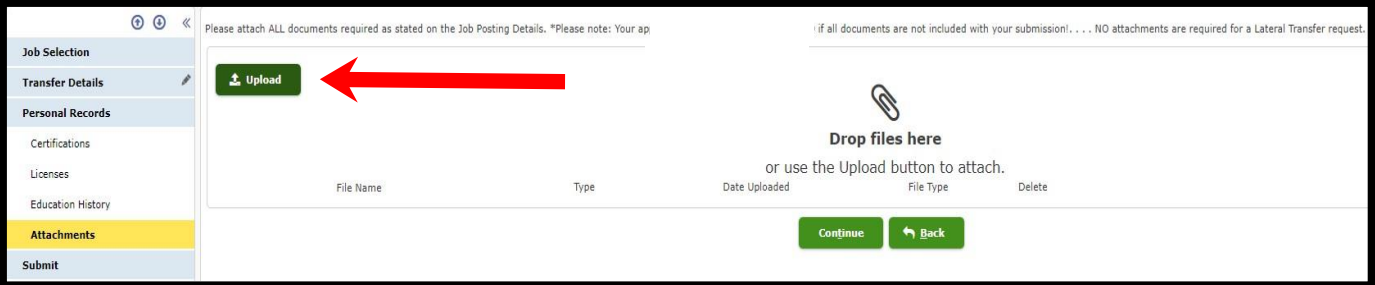 Job Selection
Transfer Details
Personal Records
Certifications
Licenses
Education History
Attachments
Submit
Please attach ALL documents required as stated on the Job Posting Details. *Please note: Your ap if all documents are not included with your submission!. . . . NO attachments are required for a Lateral Transfer request.
Upload
Drop files here
or use the Upload button to attach.
File Name Type Date Uploaded File Type Delete
Continue Back